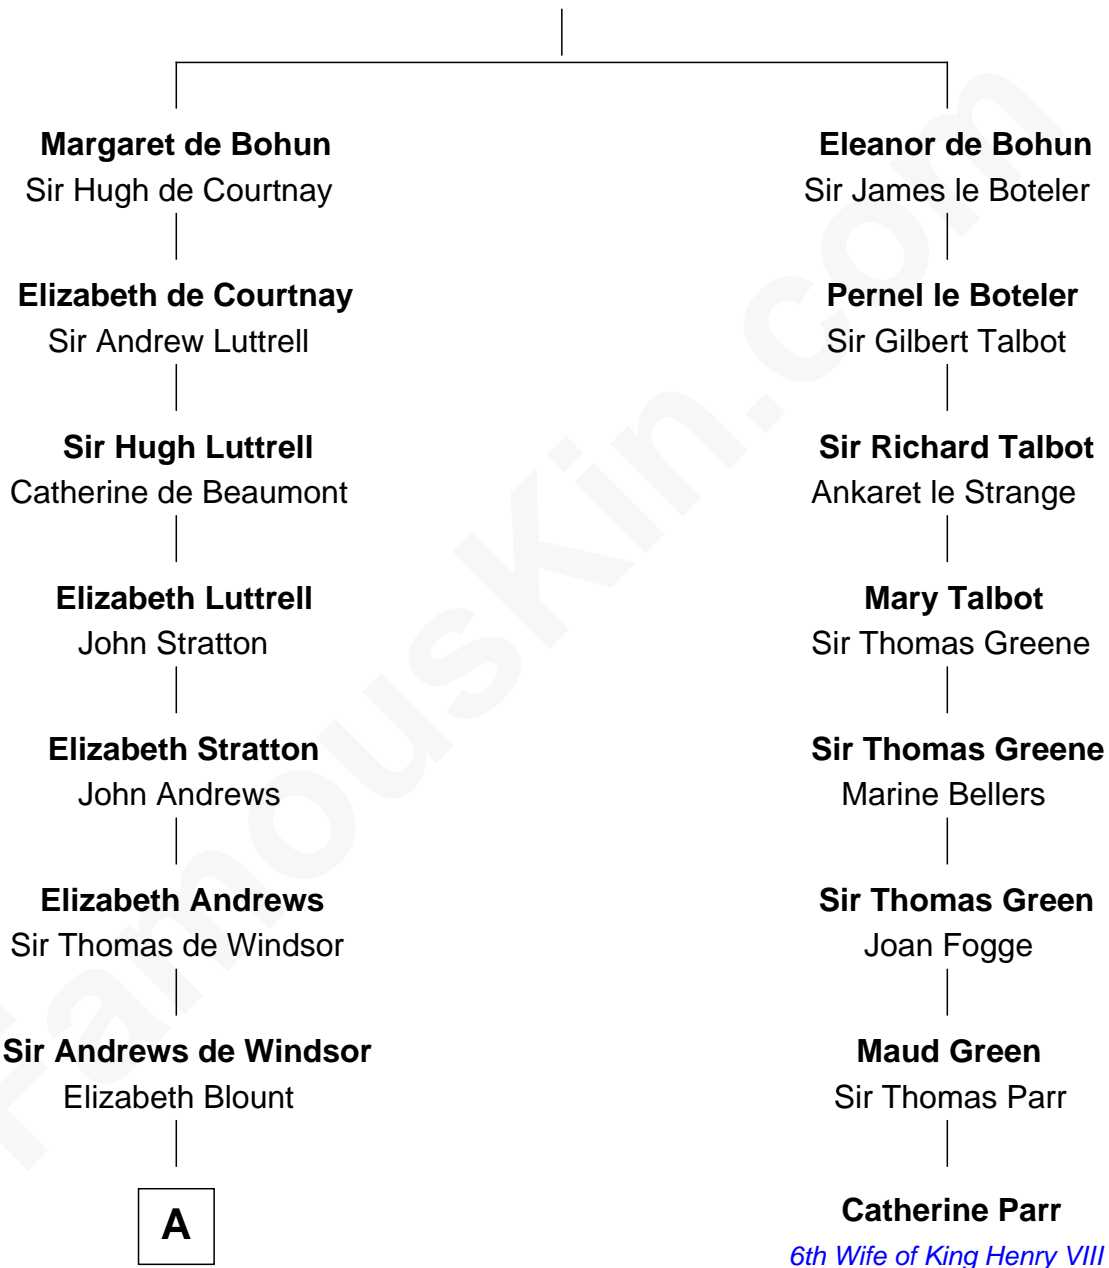 Margaret de Bohun
Sir Hugh de Courtnay
Elizabeth de Courtnay
Sir Andrew Luttrell
Sir Hugh Luttrell
Catherine de Beaumont
Elizabeth Luttrell
John Stratton
Elizabeth Stratton
John Andrews
Elizabeth Andrews
Sir Thomas de Windsor
Sir Andrews de Windsor
Elizabeth Blount
A
Eleanor de Bohun
Sir James le Boteler
Pernel le Boteler
Sir Gilbert Talbot
Sir Richard Talbot
Ankaret le Strange
Mary Talbot
Sir Thomas Greene
Sir Thomas Greene
Marine Bellers
Sir Thomas Green
Joan Fogge
Maud Green
Sir Thomas Parr
Catherine Parr
6th Wife of King Henry VIII
FamousKin.com